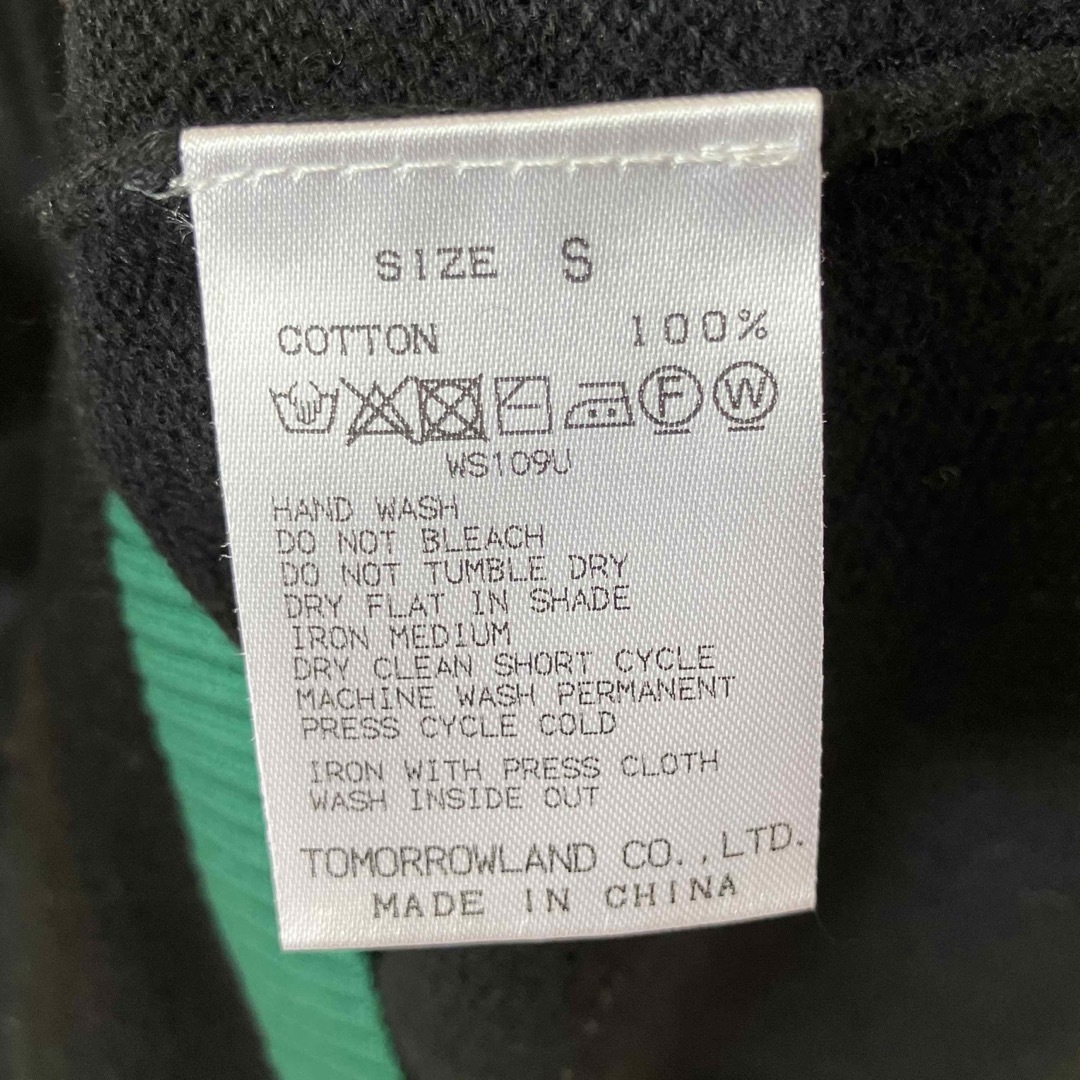 SIZE S
COTTON 100%
F W
WS109U
HAND WASH
DO NOT BLEACH
DO NOT TUMBLE DRY
DRY FLAT IN SHADE
IRON MEDIUM
DRY CLEAN SHORT CYCLE
MACHINE WASH PERMANENT
PRESS CYCLE COLD
IRON WITH PRESS CLOTH
WASH INSIDE OUT
TOMORROWLAND CO.,LTD.
MADE IN CHINA